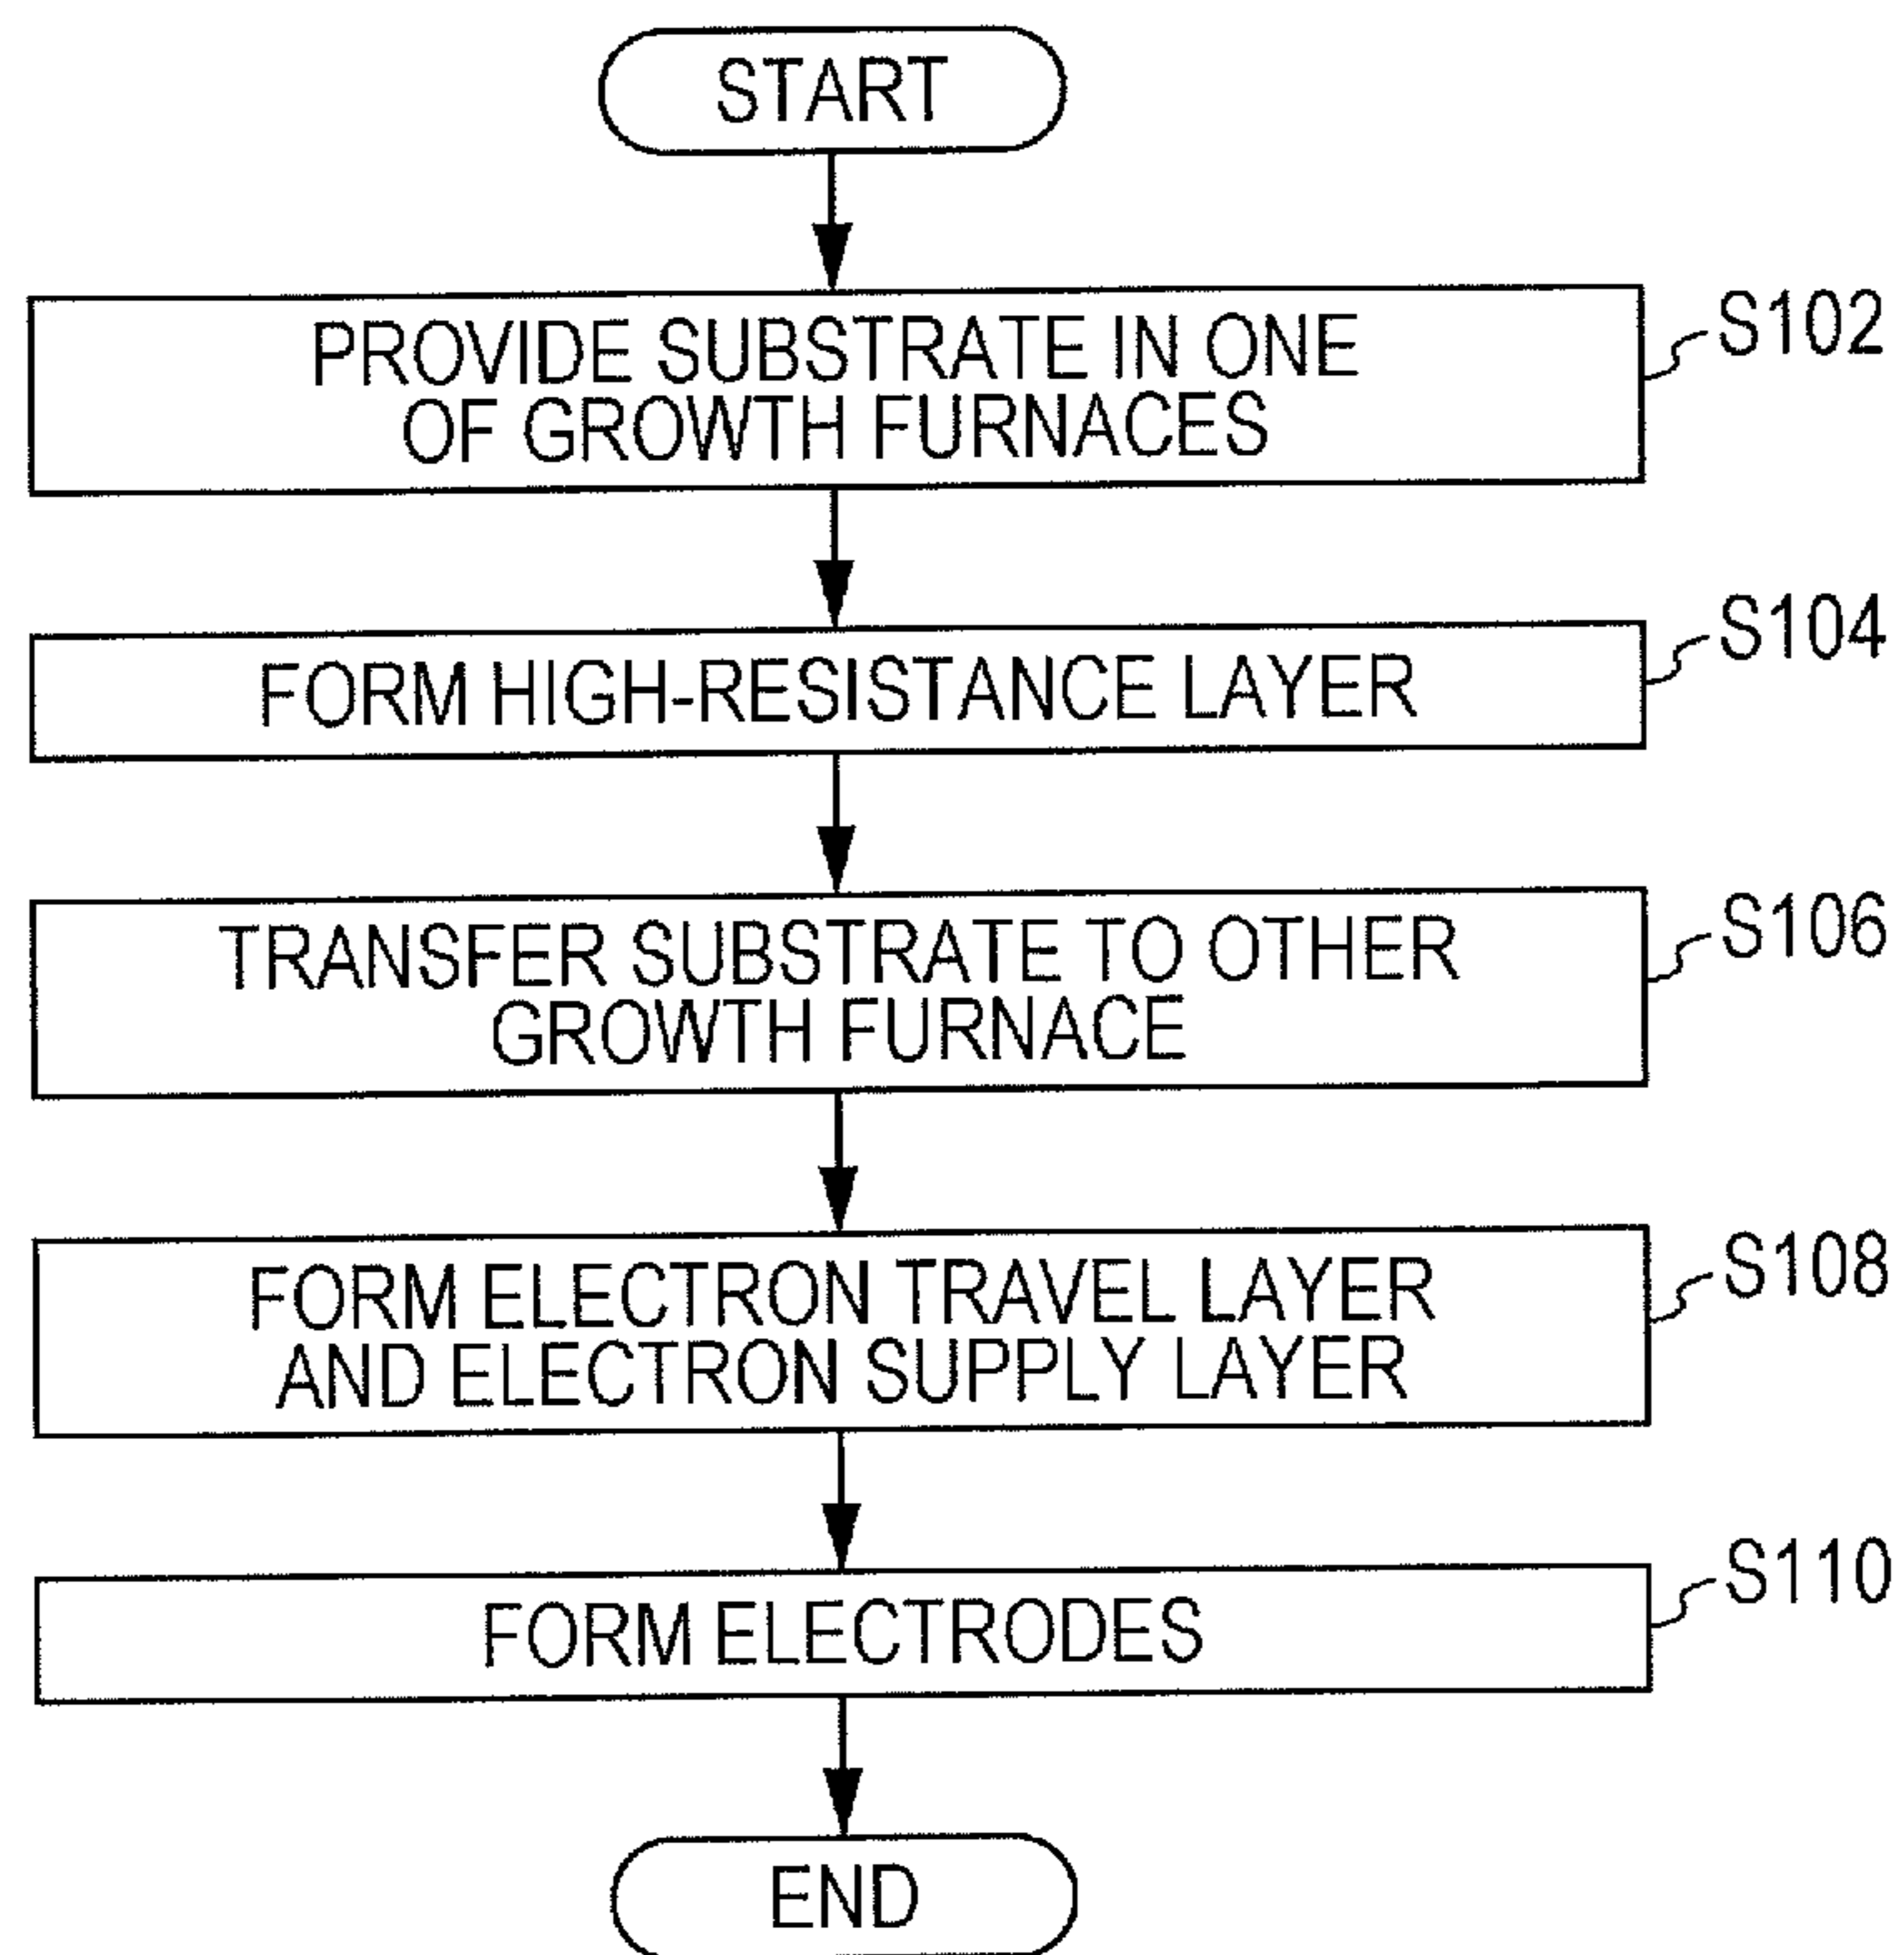 START
PROVIDE SUBSTRATE IN ONE
OF GROWTH FURNACES
S102
FORM HIGH-RESISTANCE LAYER
S104
TRANSFER SUBSTRATE TO OTHER
GROWTH FURNACE
S106
FORM ELECTRON TRAVEL LAYER
AND ELECTRON SUPPLY LAYER
S108
FORM ELECTRODES
S110
END